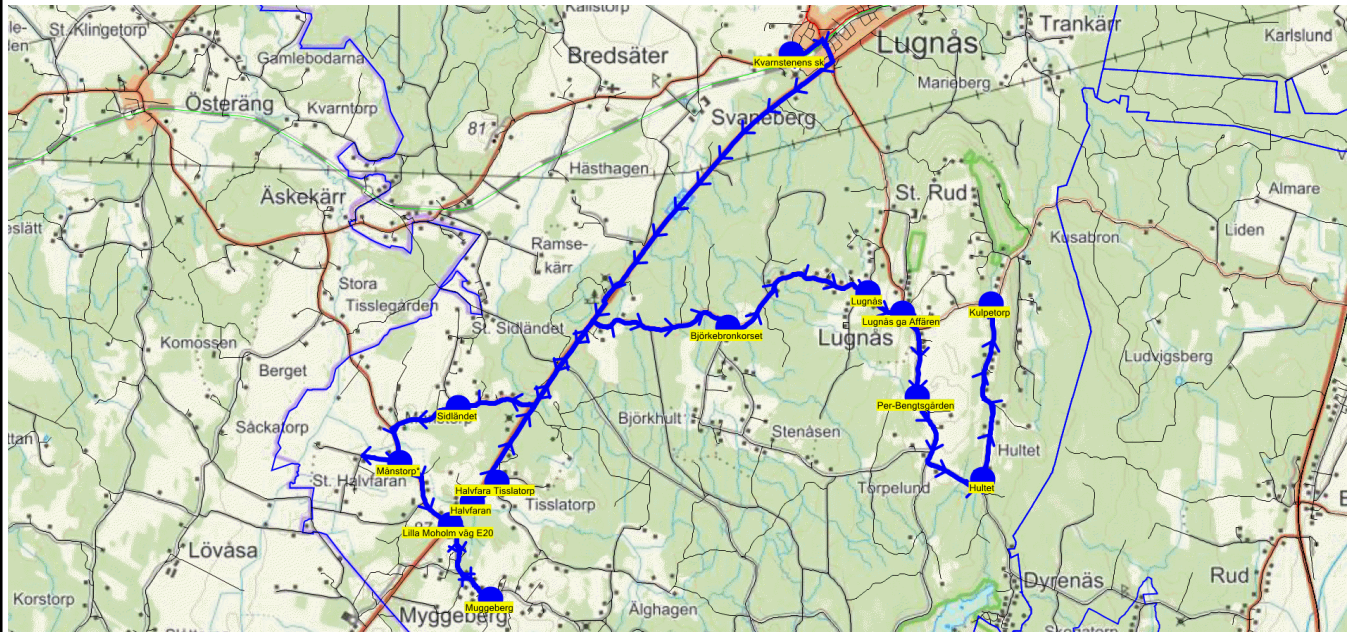 Kallstorp
St. Klingetorp
Gamlebodarna
Bredsäter
Lugnås
Trankärr
Karlslund
Kvarnstenens sk
Marieberg
Österäng
Kvarntorp
81
Svaneberg
Hästhagen
St. Rud
Almare
Äskekärr
Liden
Kusabron
Ramse-
kärr
Stora
Tisslegården
Lugnås
Kulpetorp
St. Sidländet
Lugnås ga Affären
Björkebronkorset
Lugnås
Komossen
Ludvigsberg
Berget
Per-Bengtsgården
Sidländet
Björkhult
Stenåsen
Såckatorp
Hultet
Månstorp*
St. Halvfaran
Halvfara Tisslatorp
Törpelund
Hultet
Halvfaran
Tisslatorp
Lilla Moholm väg E20
Lövåsa
Dyrenäs
Rud
Korstorp
Muggeberg
Myggeberg
Älghagen